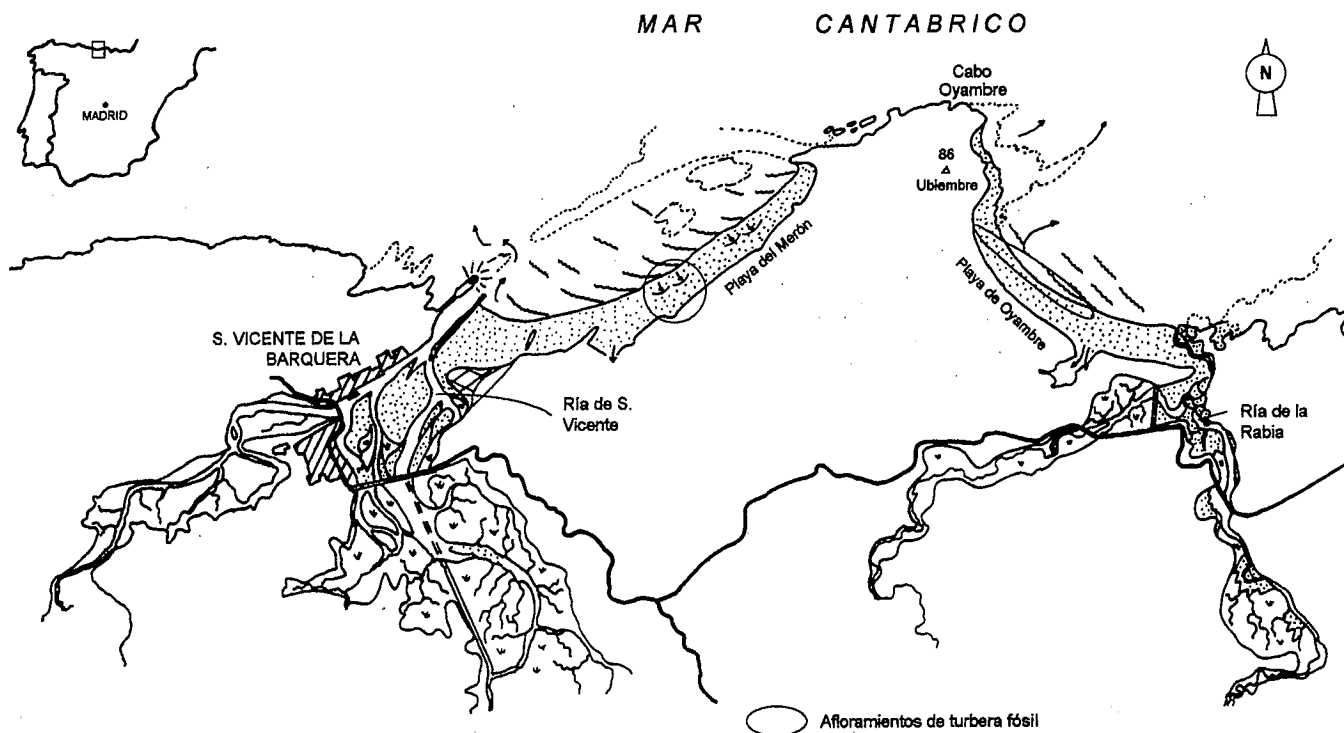 MAR CANTABRICO
Cabo
Oyambre
N
MADRID
86
Ubiembre
Playa del Merón
Playa de Oyambre
S. VICENTE DE LA
BARQUERA
Ría de S.
Vicente
Ría de la
Rabia
Afloramientos de turbera fósil